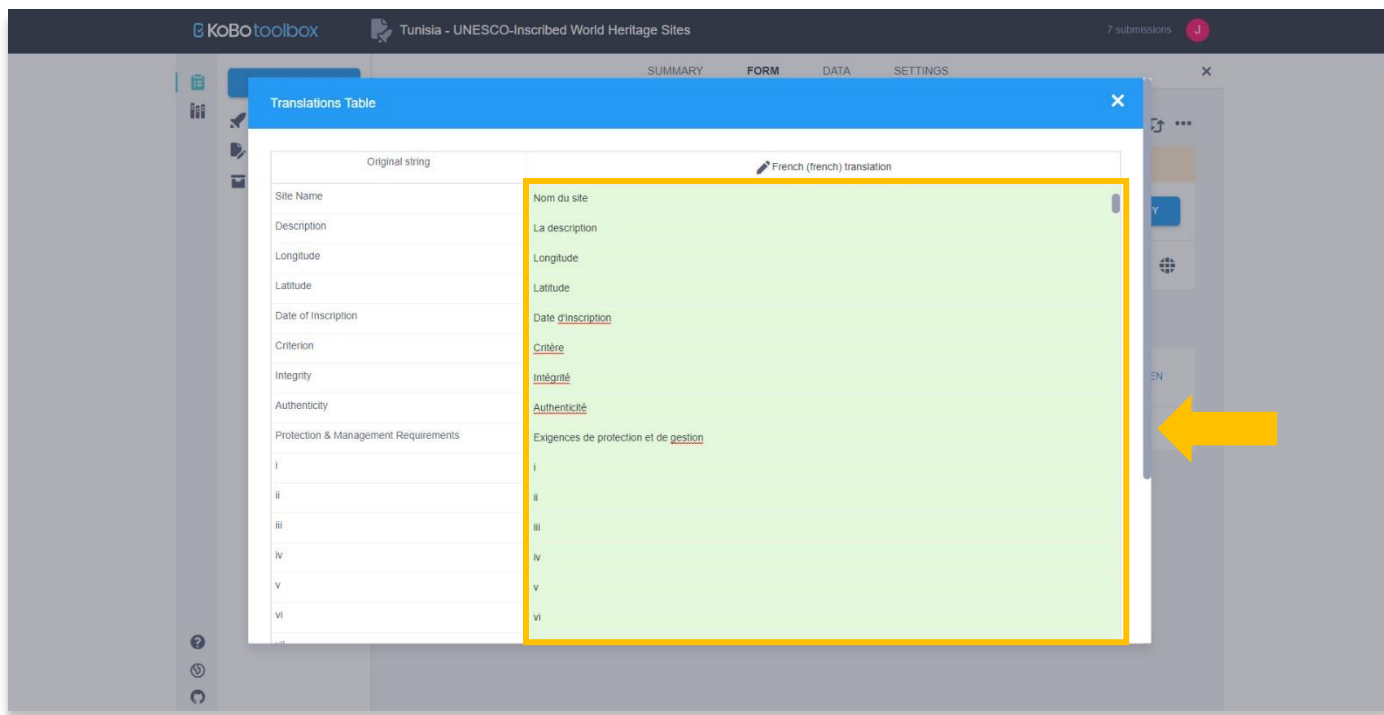 KOBOtoolbox
Tunisia - UNESCO-Inscribed World Heritage Sites
7 submissions
J
SUMMARY FORM DATA SETTINGS
Translations Table
Original string French (french) translation
Site Name Nom du site
Description La description
Longitude Longitude
Latitude Latitude
Date of Inscription Date d'inscription
Criterion Critère
Integrity Intégrité
Authenticity Authenticité
Protection & Management Requirements Exigences de protection et de gestion
i i
ii ii
iii iii
iv iv
v v
vi vi
Y
EN